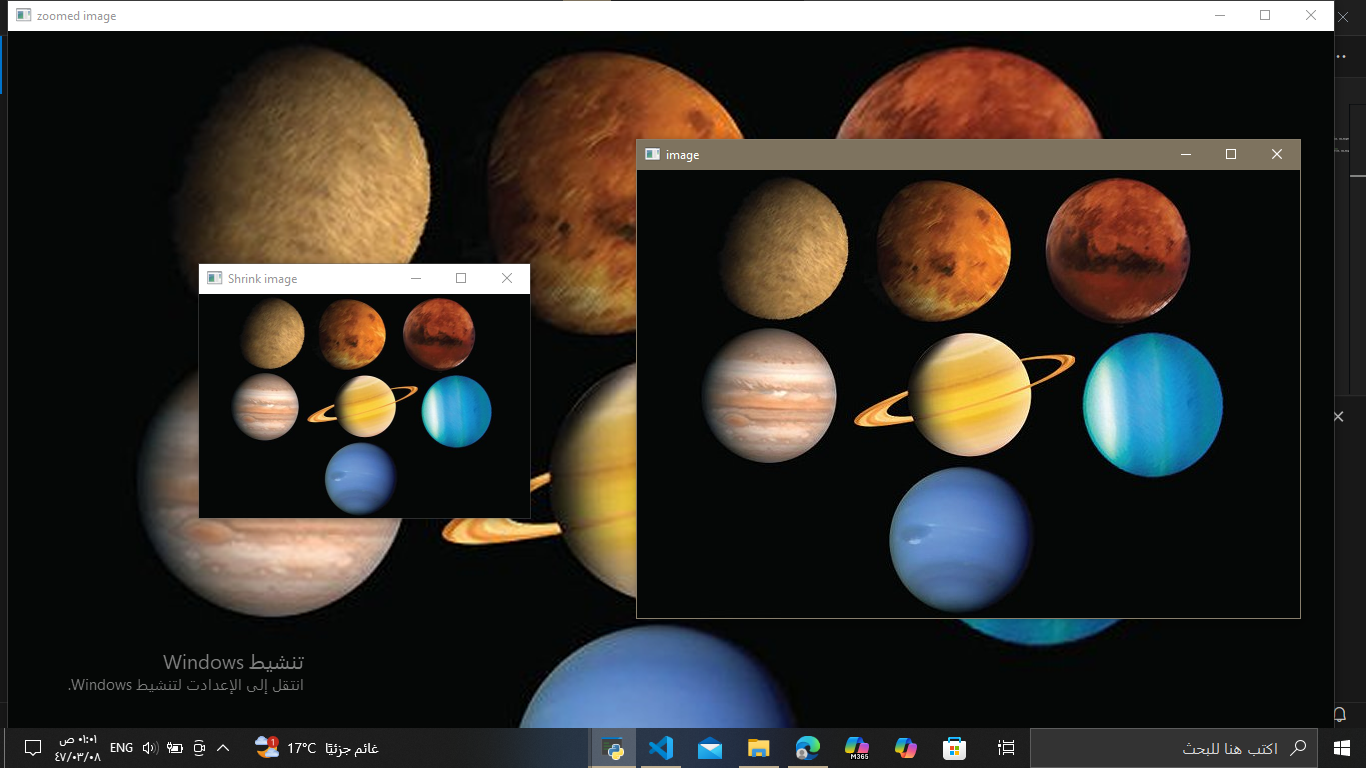 zoomed image
image
Shrink image
تنشيط Windows
انتقل إلى الإعدادت لتنشيط Windows.
٠١:٠١ ص
٤٧/٠٣/٠٨
ENG
1
17°C
غائم جزئيًا
M365
اكتب هنا للبحث